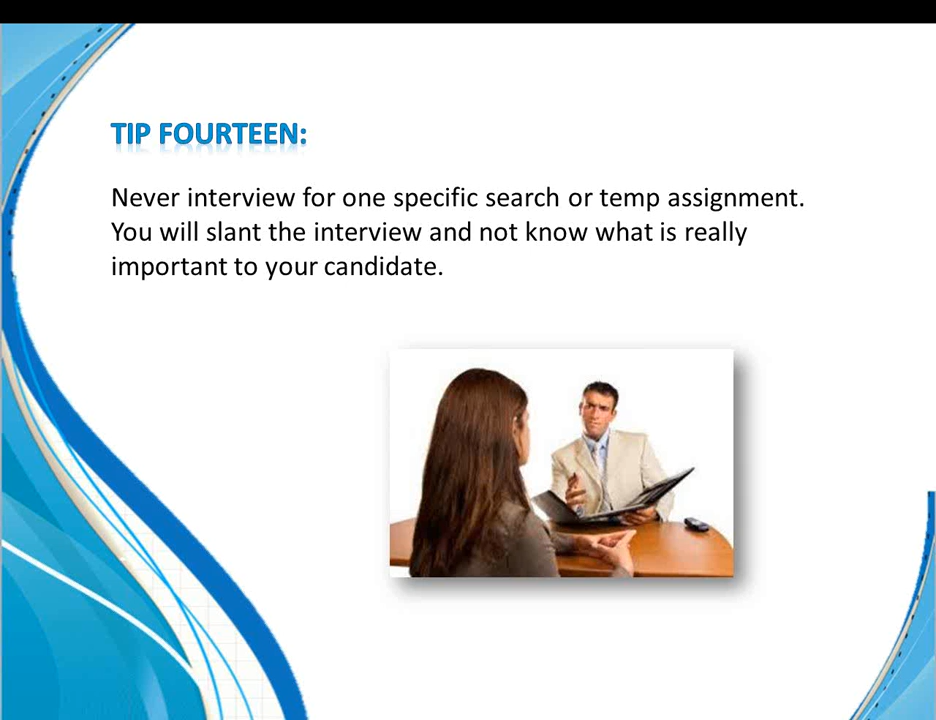 TIP FOURTEEN:
Never interview for one specific search or temp assignment.
You will slant the interview and not know what is really
important to your candidate.